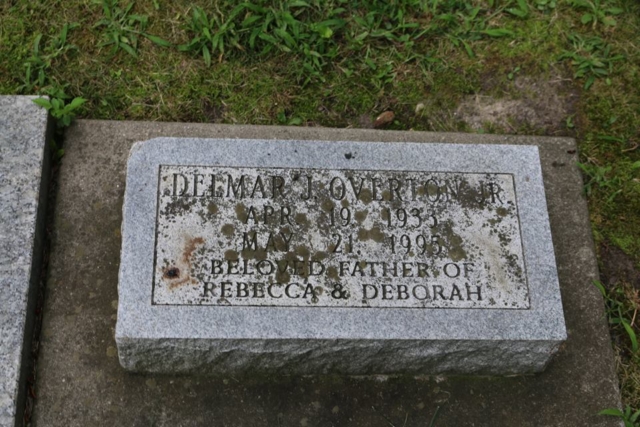 DELMAR J. OVERTON JR.
APR. 19, 1933
MAY 21, 1995
BELOVED FATHER OF
REBECCA & DEBORAH